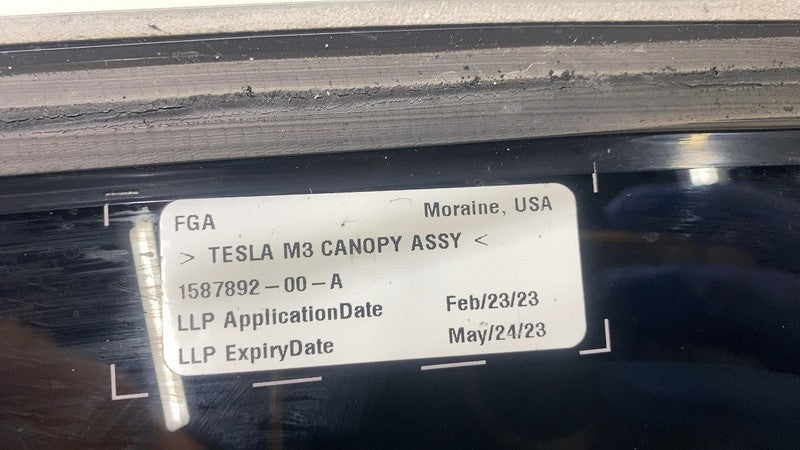 FGA Moraine, USA
> TESLA M3 CANOPY ASSY <
1587892-00-A
LLP ApplicationDate Feb/23/23
LLP ExpiryDate May/24/23